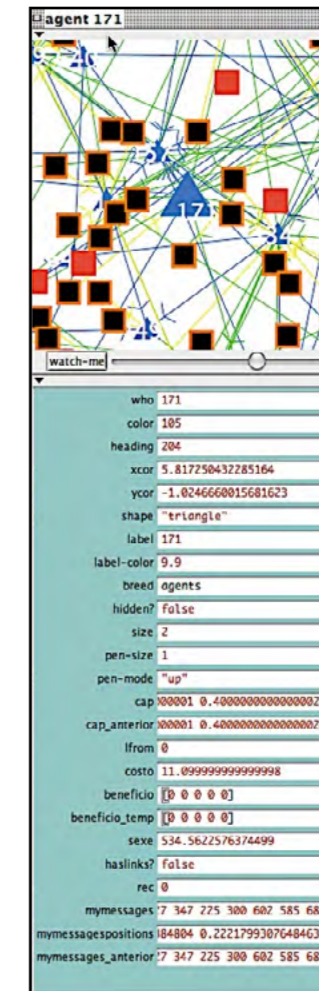 agent 171
17
watch-me
who 171
color 105
heading 204
xcor 5.817250432285164
ycor -1.0246660015681623
shape "triangle"
label 171
label-color 9.9
breed agents
hidden? false
size 2
pen-size 1
pen-mode "up"
cap 00001 0.4000000000000002
cap_anterior 00001 0.4000000000000002
lfrom 0
costo 11.099999999999998
beneficio [0 0 0 0 0]
beneficio_temp [0 0 0 0 0]
sexe 534.5622576374499
haslinks? false
rec 0
mymessages 7 347 225 300 602 585 68
mymessagespositions 484804 0.2221799307648463
mymessages_anterior 7 347 225 300 602 585 68